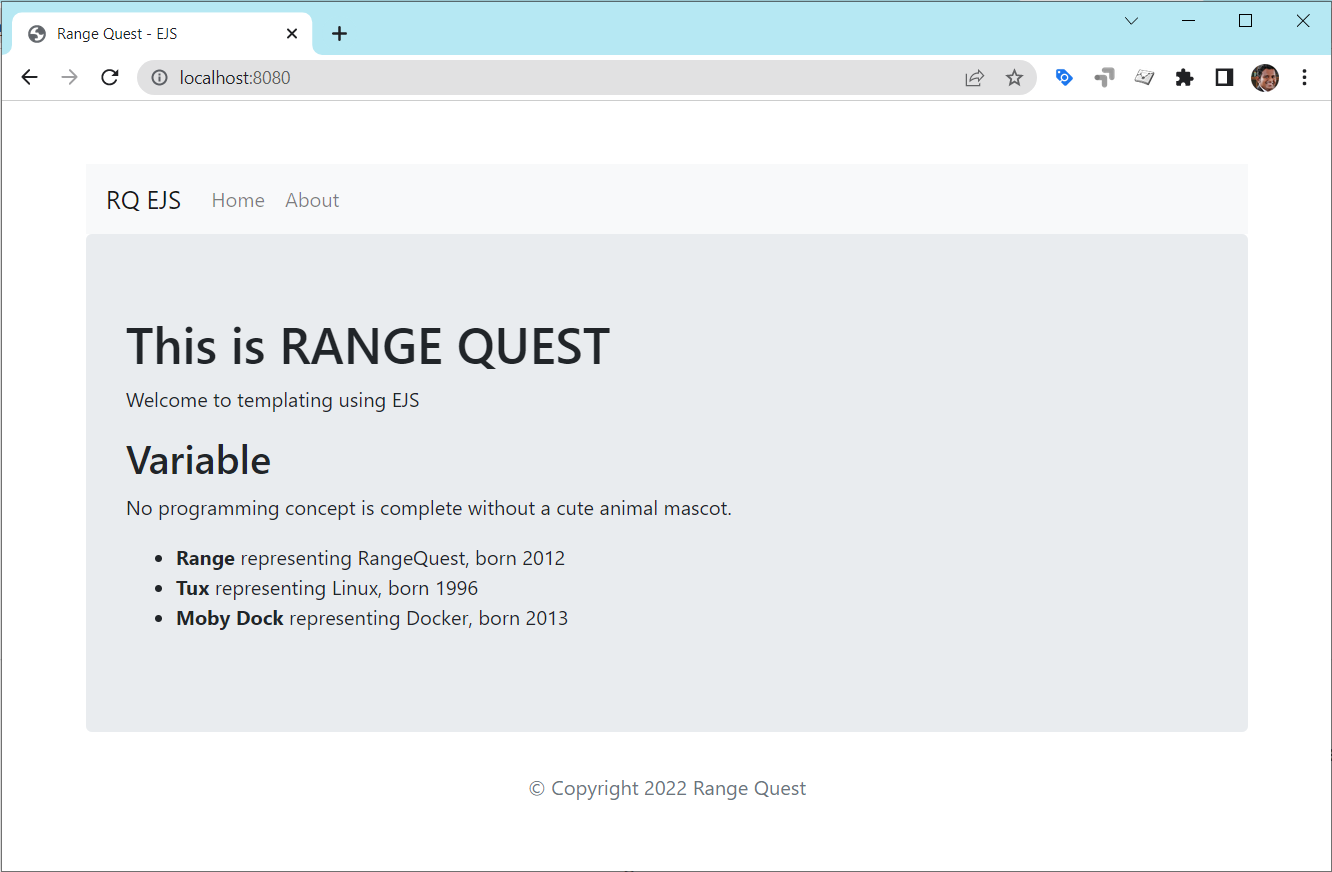 Range Quest - EJS
localhost:8080
RQ EJS Home About
This is RANGE QUEST
Welcome to templating using EJS
Variable
No programming concept is complete without a cute animal mascot.
Range representing RangeQuest, born 2012
Tux representing Linux, born 1996
Moby Dock representing Docker, born 2013
© Copyright 2022 Range Quest